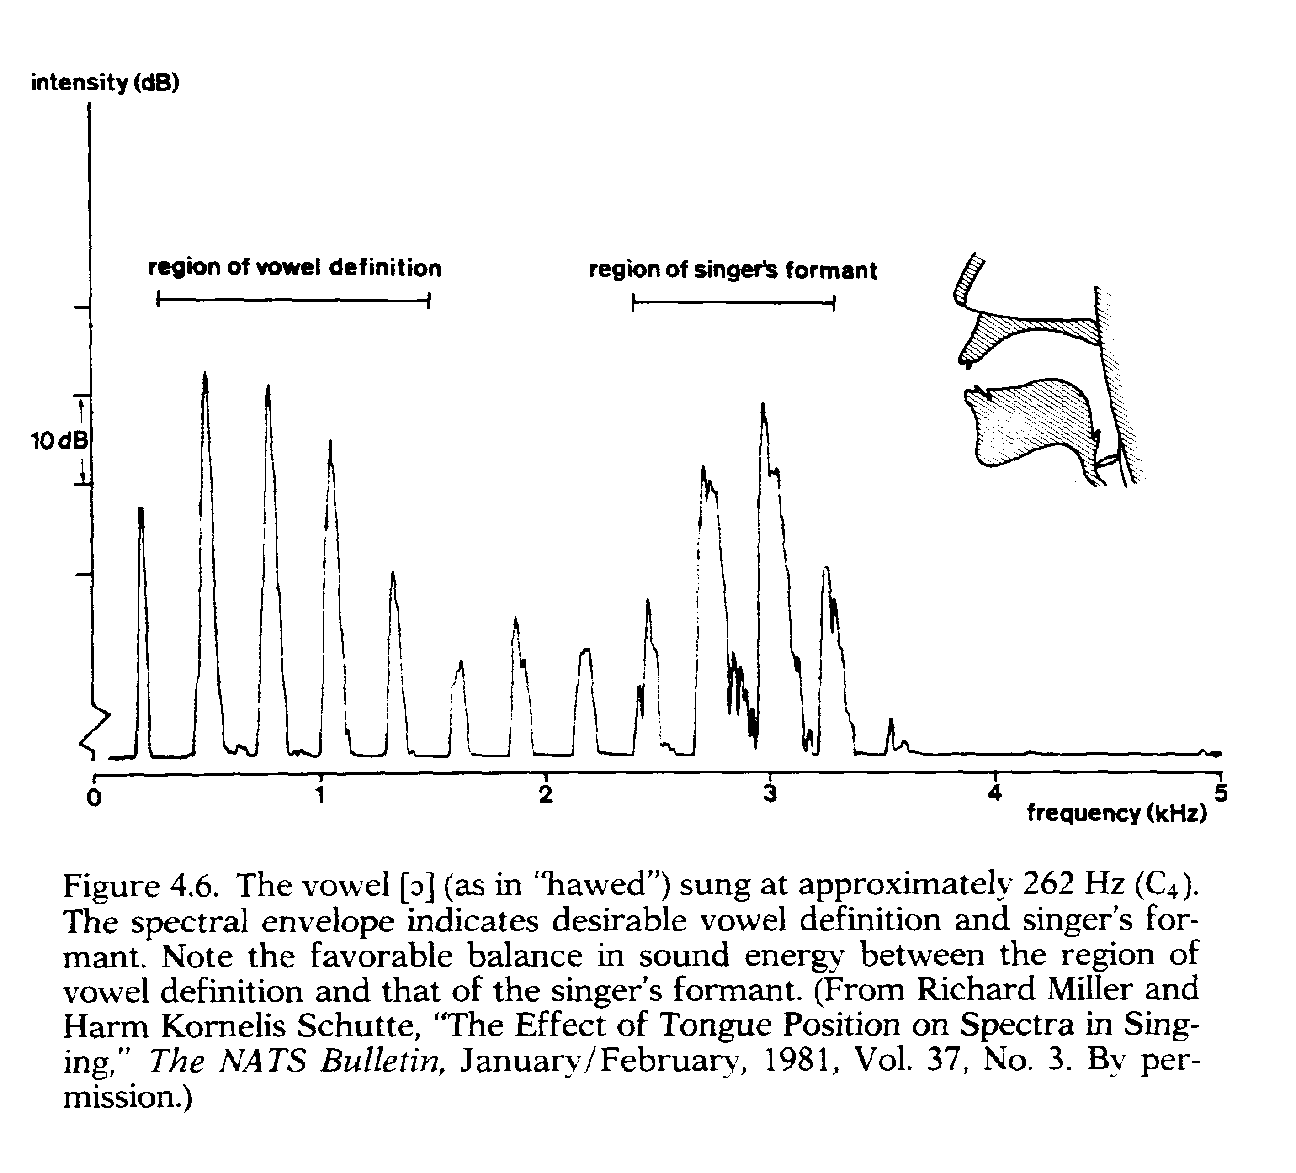 intensity (dB)
region of vowel definition
region of singer's formant
10 dB
0 1 2 3 4 5
frequency (kHz)
Figure 4.6. The vowel [ɔ] (as in "hawed") sung at approximately 262 Hz (C₄).
The spectral envelope indicates desirable vowel definition and singer's for-
mant. Note the favorable balance in sound energy between the region of
vowel definition and that of the singer's formant. (From Richard Miller and
Harm Kornelis Schutte, "The Effect of Tongue Position on Spectra in Sing-
ing," The NATS Bulletin, January/February, 1981, Vol. 37, No. 3. By per-
mission.)